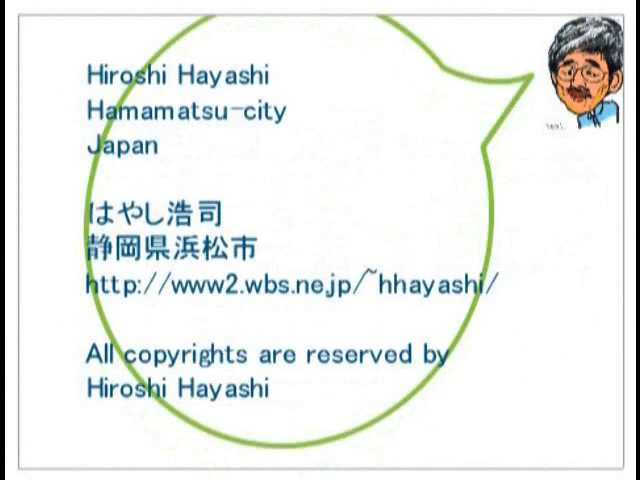 Hiroshi Hayashi
Hamamatsu-city
Japan
はやし浩司
静岡県浜松市
http://www2.wbs.ne.jp/~hhayashi/
All copyrights are reserved by
Hiroshi Hayashi